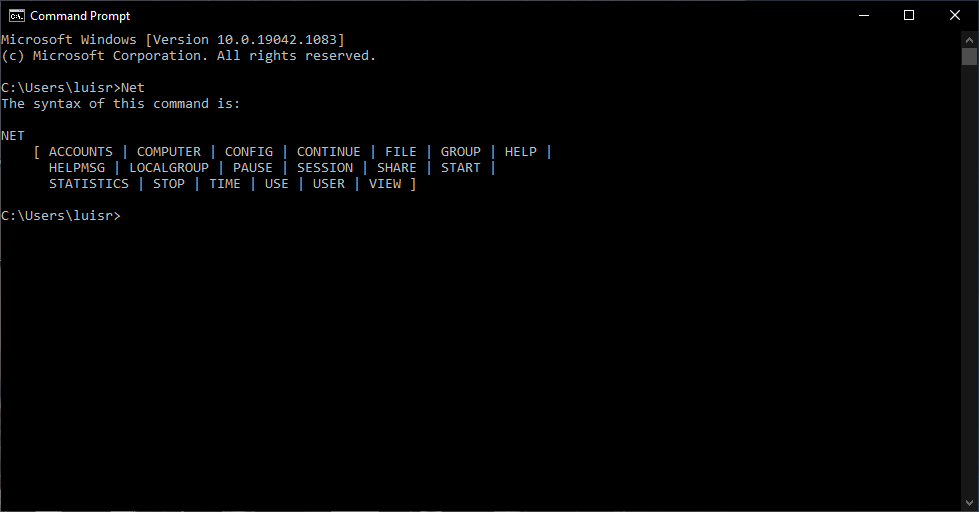 Command Prompt
Microsoft Windows [Version 10.0.19042.1083]
(c) Microsoft Corporation. All rights reserved.
C:\Users\luisr>Net
The syntax of this command is:
NET
[ ACCOUNTS | COMPUTER | CONFIG | CONTINUE | FILE | GROUP | HELP |
HELPMSG | LOCALGROUP | PAUSE | SESSION | SHARE | START |
STATISTICS | STOP | TIME | USE | USER | VIEW ]
C:\Users\luisr>